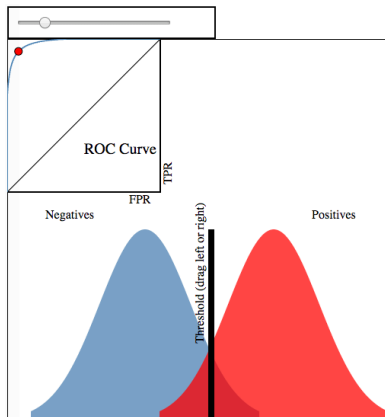 ROC Curve
TPR
FPR
Negatives
Positives
Threshold (drag left or right)